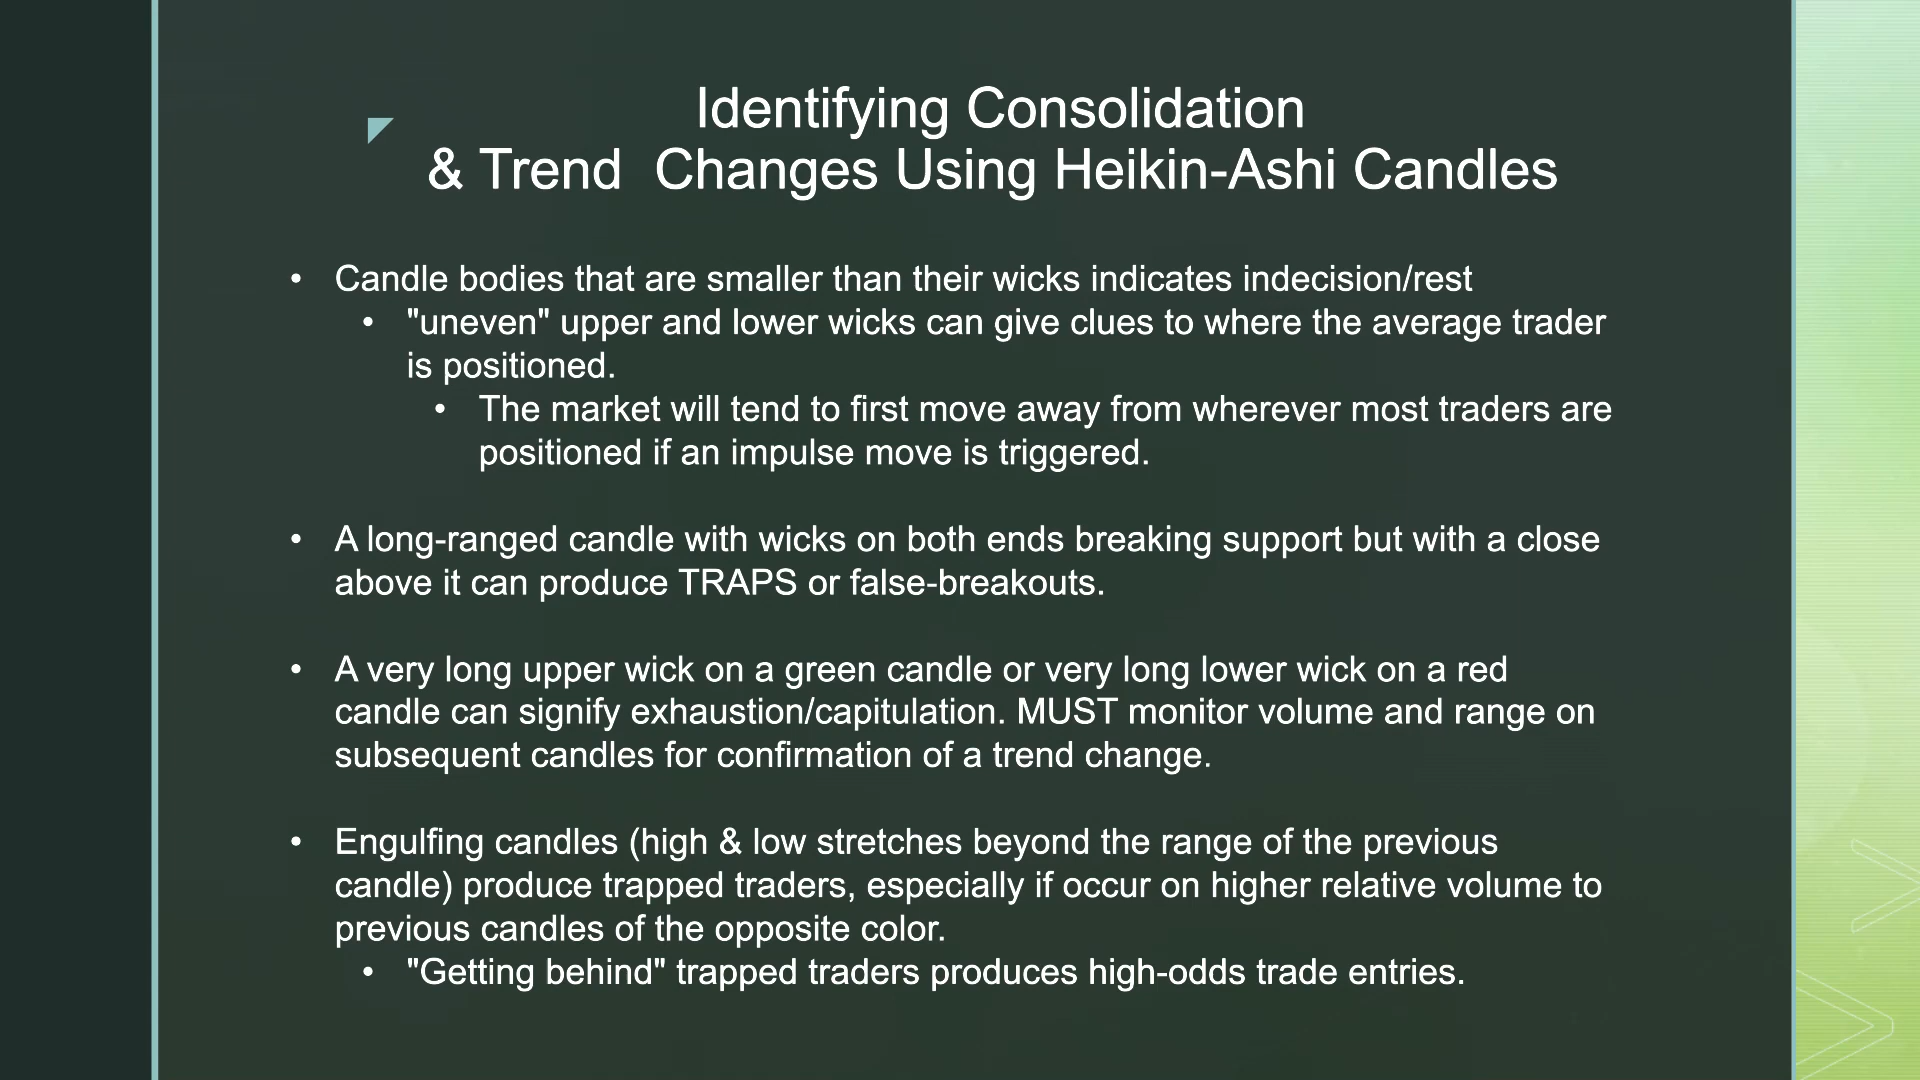 Identifying Consolidation
& Trend  Changes Using Heikin-Ashi Candles
• Candle bodies that are smaller than their wicks indicates indecision/rest
• "uneven" upper and lower wicks can give clues to where the average trader
is positioned.
• The market will tend to first move away from wherever most traders are
positioned if an impulse move is triggered.
• A long-ranged candle with wicks on both ends breaking support but with a close
above it can produce TRAPS or false-breakouts.
• A very long upper wick on a green candle or very long lower wick on a red
candle can signify exhaustion/capitulation. MUST monitor volume and range on
subsequent candles for confirmation of a trend change.
• Engulfing candles (high & low stretches beyond the range of the previous
candle) produce trapped traders, especially if occur on higher relative volume to
previous candles of the opposite color.
• "Getting behind" trapped traders produces high-odds trade entries.